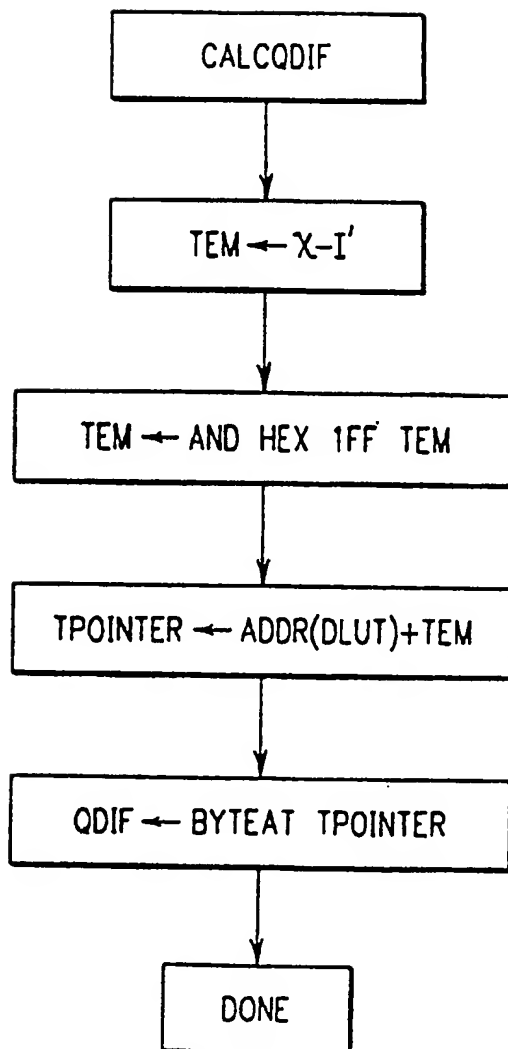 CALCQDIF
TEM ← X-I'
TEM ← AND HEX 1FF TEM
TPOINTER ← ADDR(DLUT)+TEM
QDIF ← BYTEAT TPOINTER
DONE